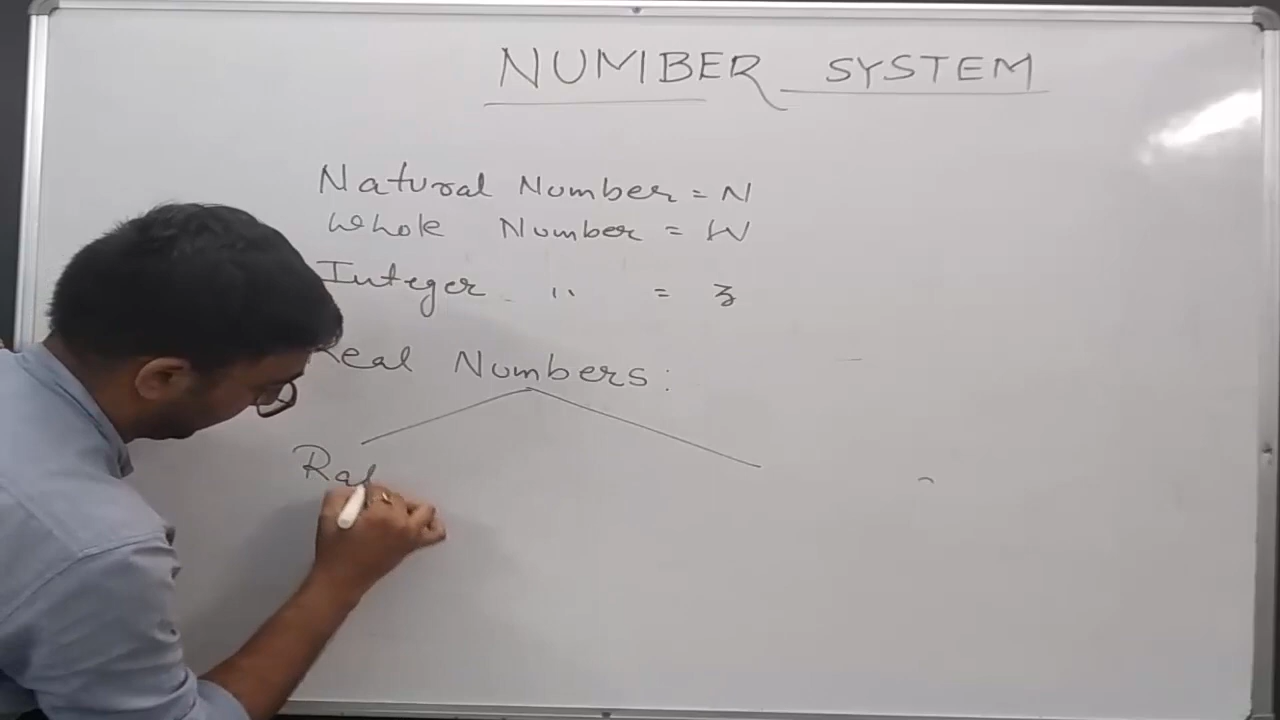 NUMBER SYSTEM
Natural Number = N
Whole Number = W
Integer " = Z
Real Numbers:
Rat